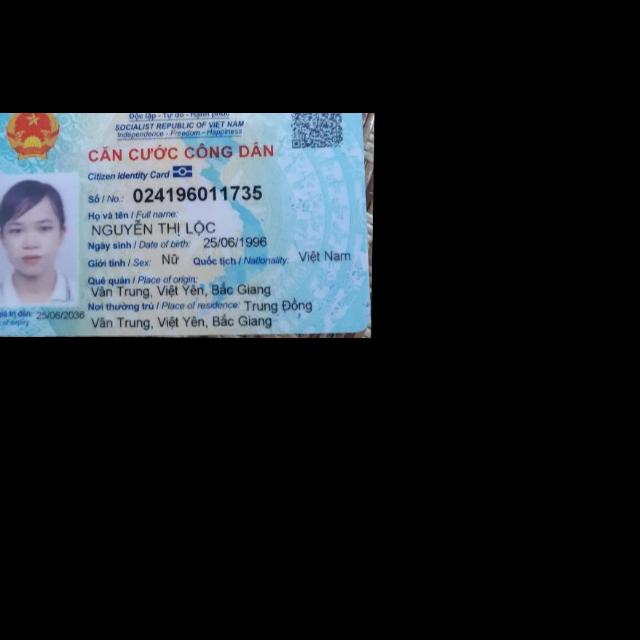 Độc lập - Tự do - Hạnh phúc
SOCIALIST REPUBLIC OF VIET NAM
Independence - Freedom - Happiness
CĂN CƯỚC CÔNG DÂN
Citizen Identity Card
Số / No.: 024196011735
Họ và tên / Full name:
NGUYỄN THỊ LỘC
Ngày sinh / Date of birth: 25/06/1996
Giới tính / Sex: Nữ Quốc tịch / Nationality: Việt Nam
Quê quán / Place of origin:
Vân Trung, Việt Yên, Bắc Giang
Nơi thường trú / Place of residence: Trung Đồng
Vân Trung, Việt Yên, Bắc Giang
trị đến: 25/06/2036
of expiry